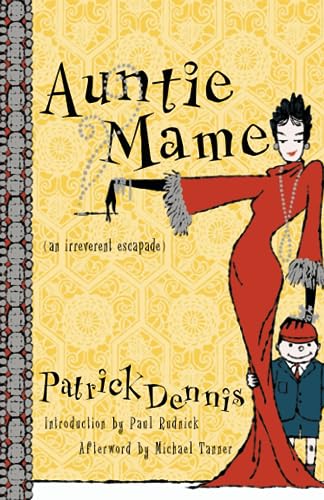 Auntie
Mame
(an irreverent escapade)
Patrick Dennis
Introduction by Paul Rudnick
Afterword by Michael Tanner